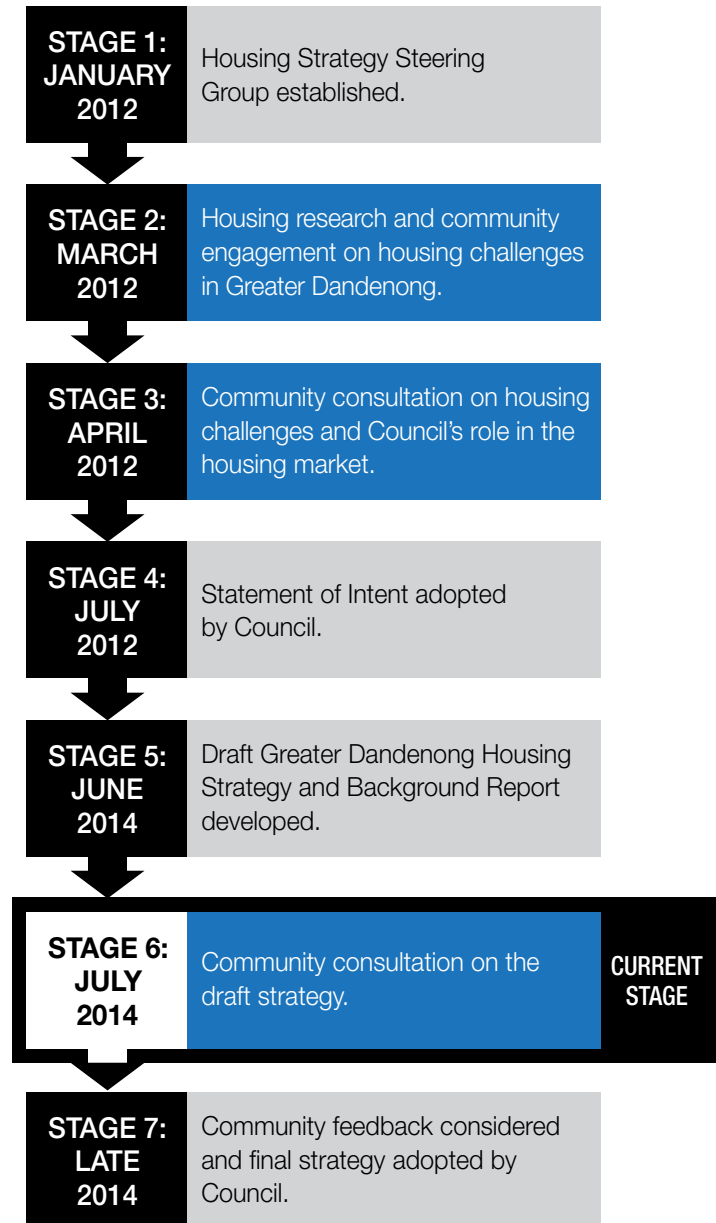 STAGE 1:
JANUARY
2012
Housing Strategy Steering
Group established.
STAGE 2:
MARCH
2012
Housing research and community
engagement on housing challenges
in Greater Dandenong.
STAGE 3:
APRIL
2012
Community consultation on housing
challenges and Council’s role in the
housing market.
STAGE 4:
JULY
2012
Statement of Intent adopted
by Council.
STAGE 5:
JUNE
2014
Draft Greater Dandenong Housing
Strategy and Background Report
developed.
STAGE 6:
JULY
2014
Community consultation on the
draft strategy.
CURRENT
STAGE
STAGE 7:
LATE
2014
Community feedback considered
and final strategy adopted by
Council.